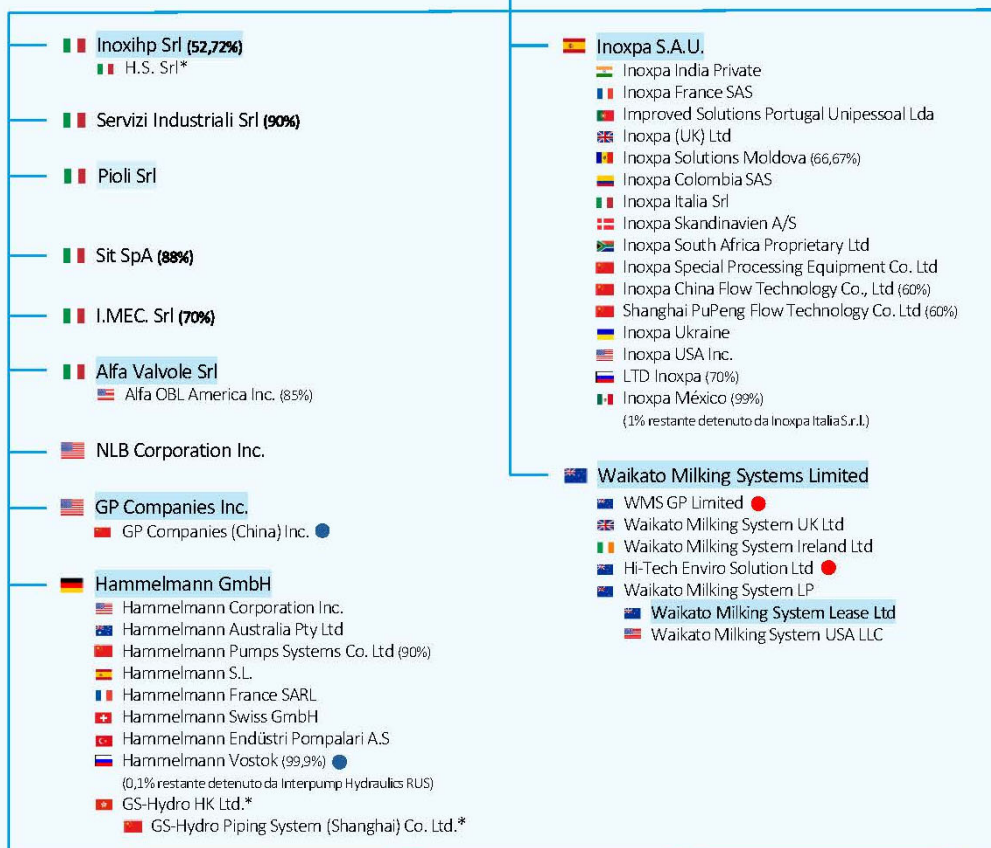 Inoxihp Srl (52,72%)
H.S. Srl*
Servizi Industriali Srl (90%)
Pioli Srl
Sit SpA (88%)
I.MEC. Srl (70%)
Alfa Valvole Srl
Alfa OBL America Inc. (85%)
NLB Corporation Inc.
GP Companies Inc.
GP Companies (China) Inc.
Hammelmann GmbH
Hammelmann Corporation Inc.
Hammelmann Australia Pty Ltd
Hammelmann Pumps Systems Co. Ltd (90%)
Hammelmann S.L.
Hammelmann France SARL
Hammelmann Swiss GmbH
Hammelmann Endüstri Pompalari A.S
Hammelmann Vostok (99,9%)
(0,1% restante detenuto da Interpump Hydraulics RUS)
GS-Hydro HK Ltd.*
GS-Hydro Piping System (Shanghai) Co. Ltd.*
Inoxpa S.A.U.
Inoxpa India Private
Inoxpa France SAS
Improved Solutions Portugal Unipessoal Lda
Inoxpa (UK) Ltd
Inoxpa Solutions Moldova (66,67%)
Inoxpa Colombia SAS
Inoxpa Italia Srl
Inoxpa Skandinavien A/S
Inoxpa South Africa Proprietary Ltd
Inoxpa Special Processing Equipment Co. Ltd
Inoxpa China Flow Technology Co., Ltd (60%)
Shanghai PuPeng Flow Technology Co. Ltd (60%)
Inoxpa Ukraine
Inoxpa USA Inc.
LTD Inoxpa (70%)
Inoxpa México (99%)
(1% restante detenuto da Inoxpa Italia S.r.l.)
Waikato Milking Systems Limited
WMS GP Limited
Waikato Milking System UK Ltd
Waikato Milking System Ireland Ltd
Hi-Tech Enviro Solution Ltd
Waikato Milking System LP
Waikato Milking System Lease Ltd
Waikato Milking System USA LLC